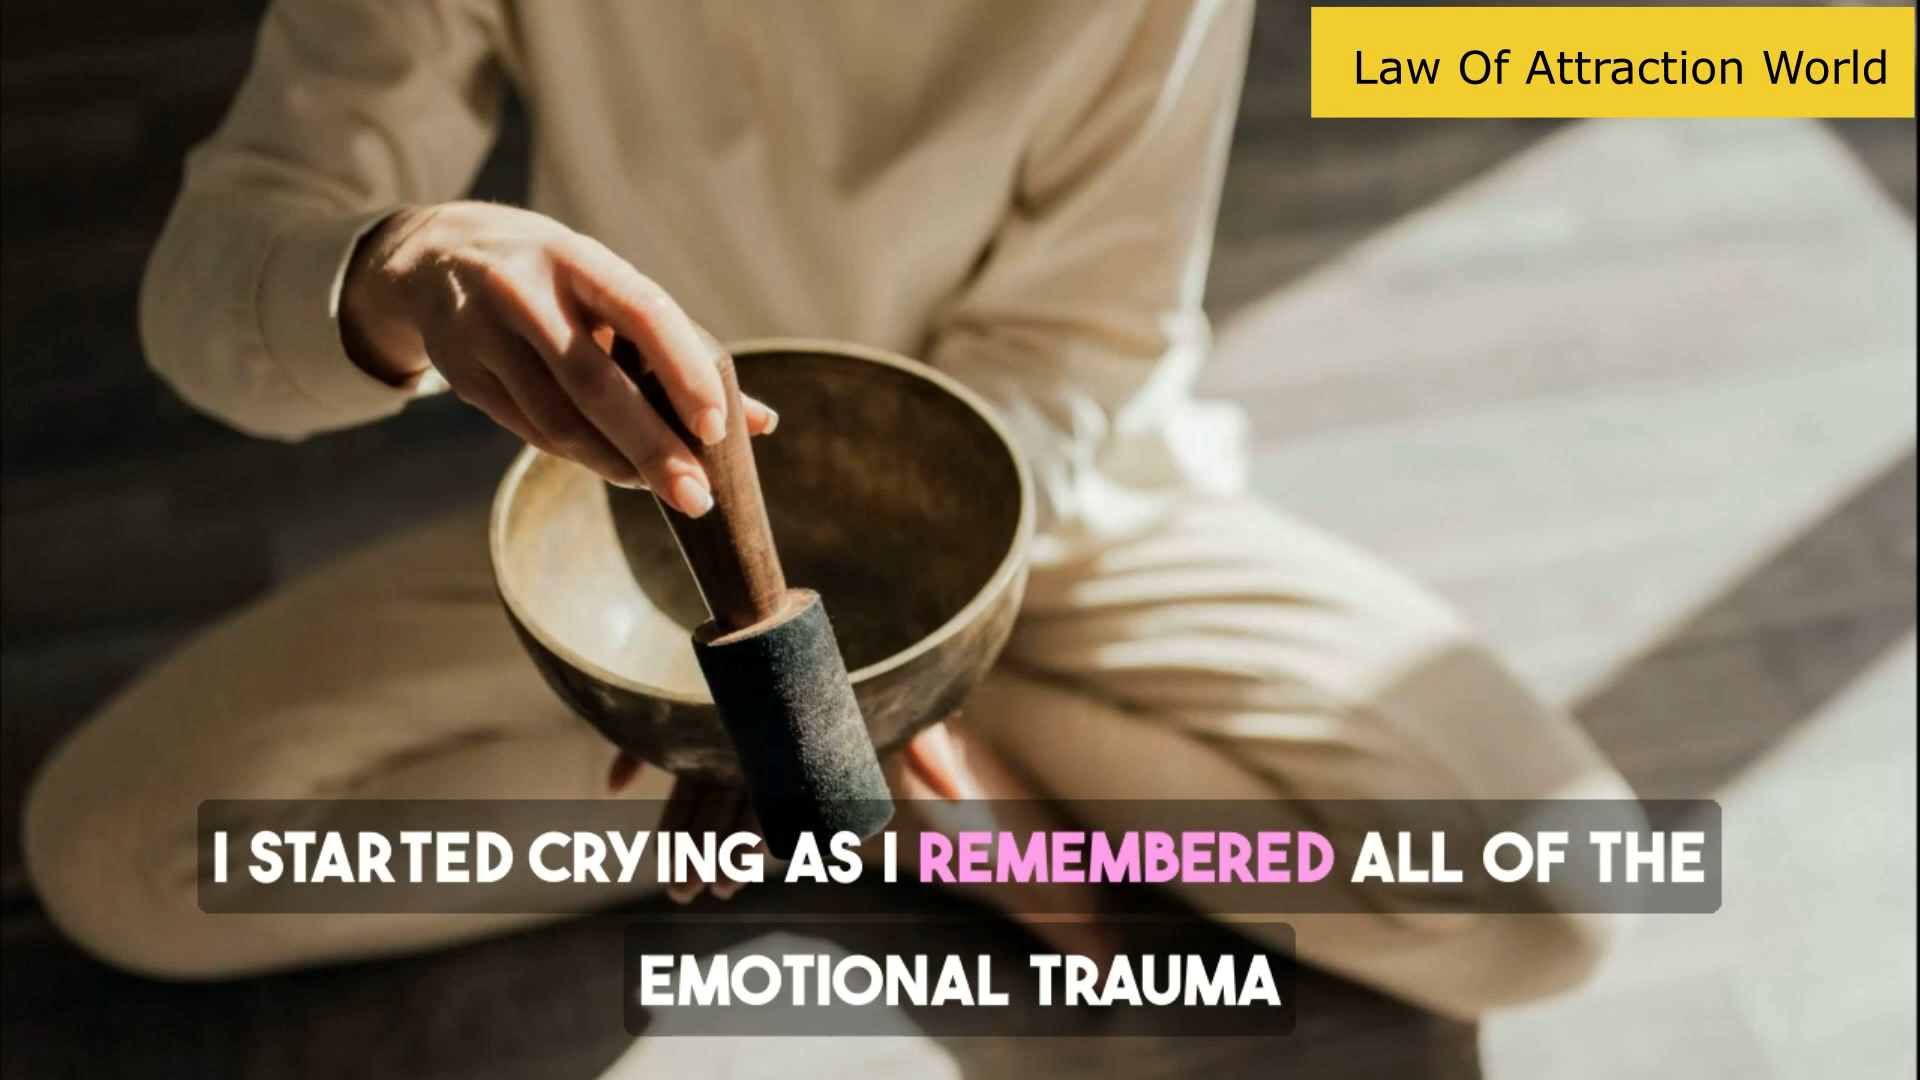 Law Of Attraction World
I STARTED CRYING AS I REMEMBERED ALL OF THE
EMOTIONAL TRAUMA